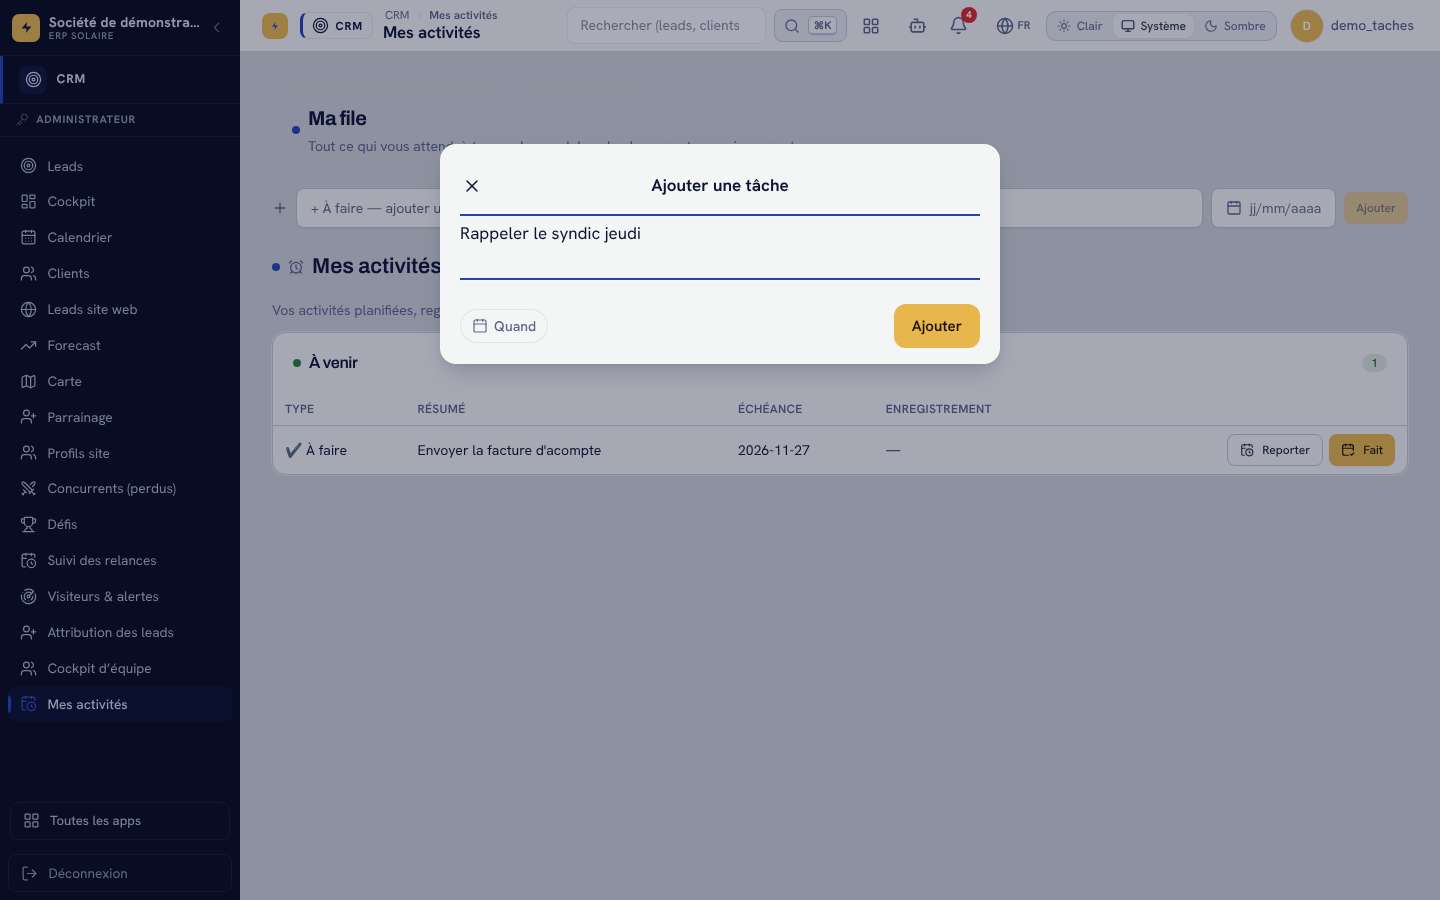 Société de démonstra...
ERP SOLAIRE
CRM
ADMINISTRATEUR
Leads
Cockpit
Calendrier
Clients
Leads site web
Forecast
Carte
Parrainage
Profils site
Concurrents (perdus)
Défis
Suivi des relances
Visiteurs & alertes
Attribution des leads
Cockpit d’équipe
Mes activités
Toutes les apps
Déconnexion
CRM
CRM Mes activités
Mes activités
Rechercher (leads, clients
⌘K
4
FR
Clair
Système
Sombre
D
demo_taches
Ma file
Tout ce qui vous attend
+ À faire — ajouter u
jj/mm/aaaa
Ajouter
Mes activités
Vos activités planifiées, reg
Ajouter une tâche
Rappeler le syndic jeudi
Quand
Ajouter
À venir
1
TYPE RÉSUMÉ ÉCHÉANCE ENREGISTREMENT
À faire Envoyer la facture d'acompte 2026-11-27 — Reporter Fait